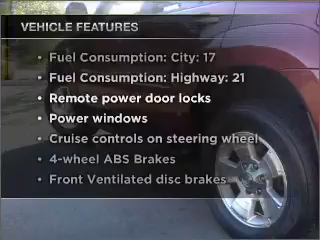 VEHICLE FEATURES
• Fuel Consumption: City: 17
• Fuel Consumption: Highway: 21
• Remote power door locks
• Power windows
• Cruise controls on steering wheel
• 4-wheel ABS Brakes
• Front Ventilated disc brakes